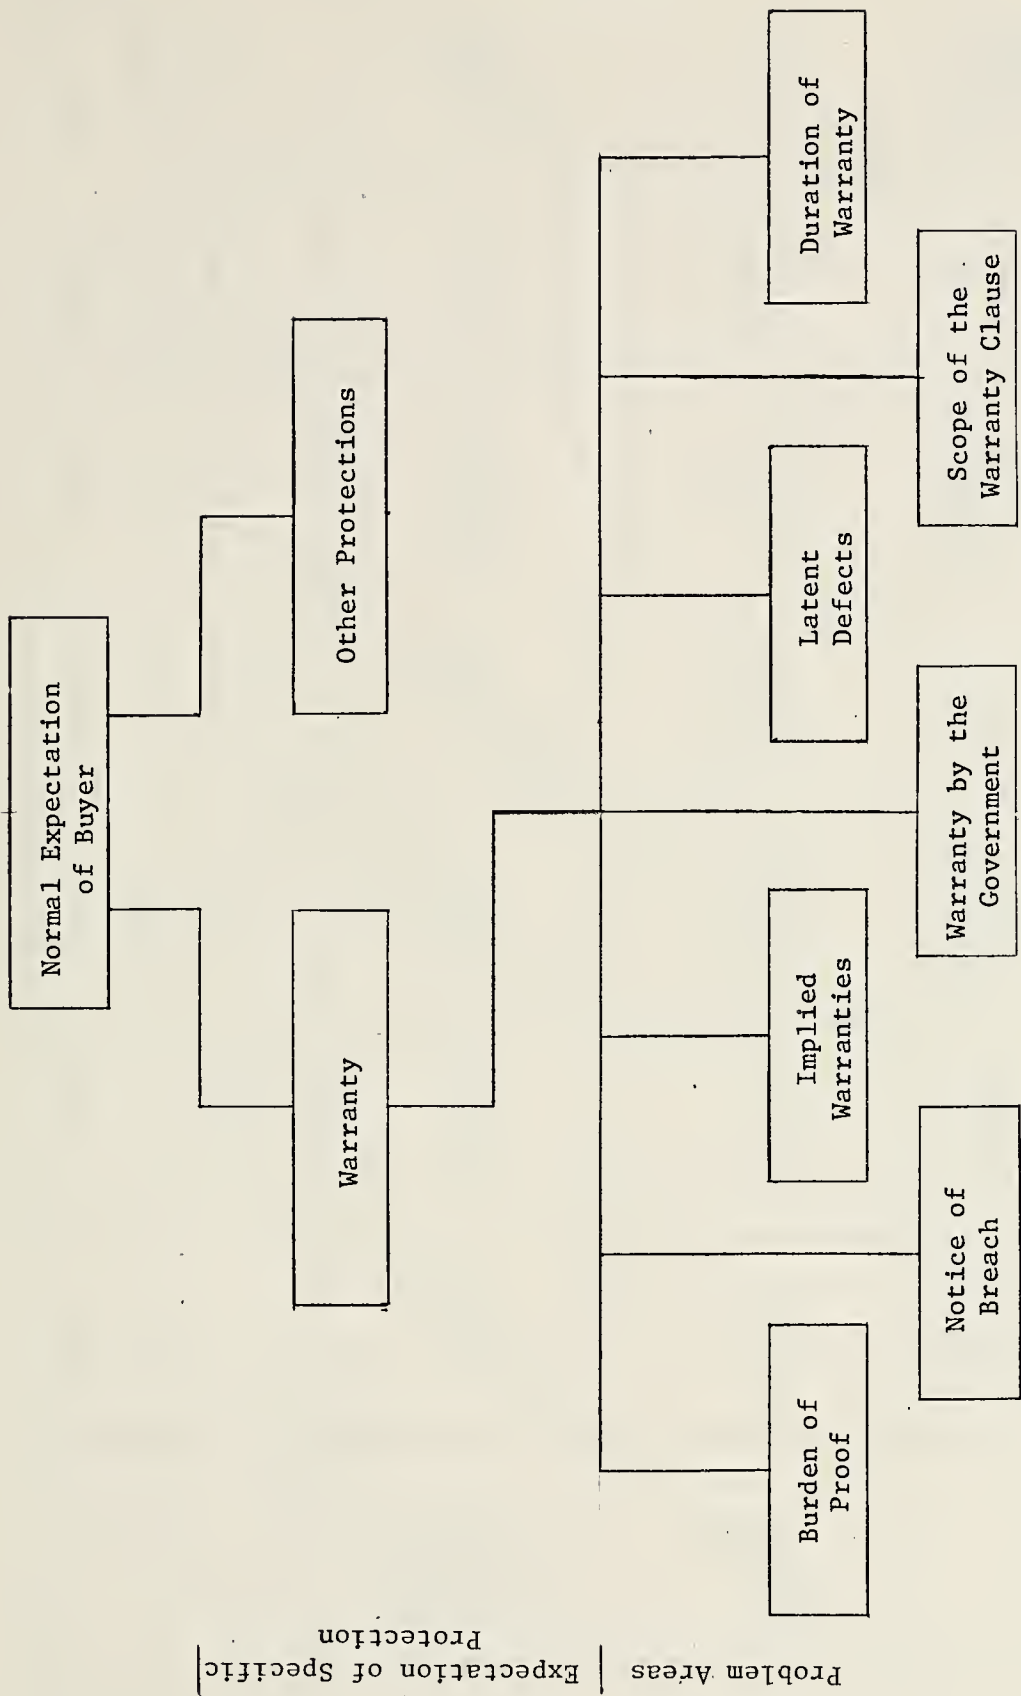 Normal Expectation
of Buyer
Warranty
Other Protections
Burden of
Proof
Notice of
Breach
Implied
Warranties
Warranty by the
Government
Latent
Defects
Scope of the
Warranty Clause
Duration of
Warranty
Expectation of Specific
Protection
Problem Areas